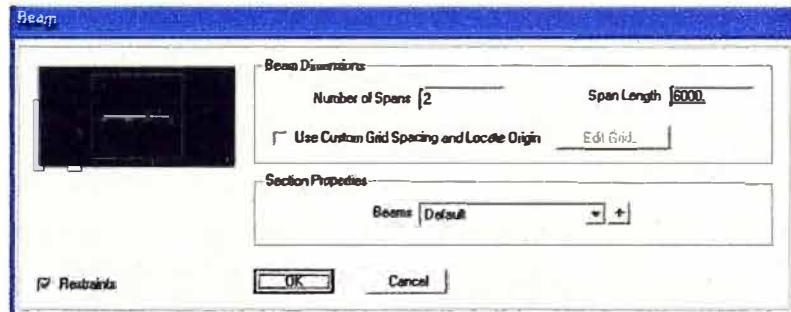 Beam
Beam Dimensions
Number of Spans 2 Span Length 6000.
Use Custom Grid Spacing and Locate Origin Edit Grid..
Section Properties
Beams Default +
Restraints OK Cancel